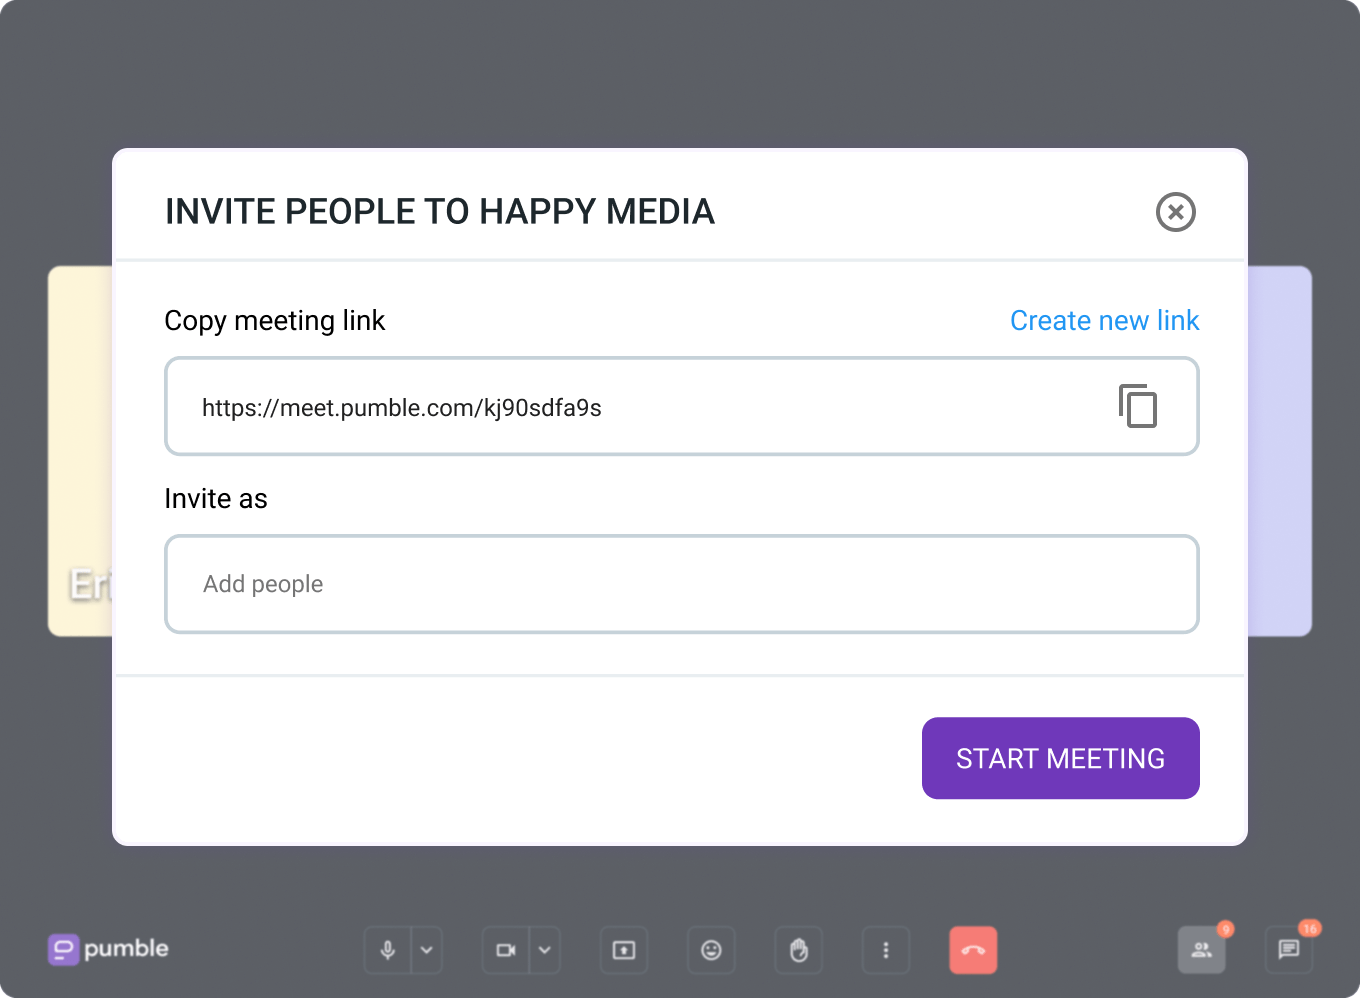 INVITE PEOPLE TO HAPPY MEDIA
Copy meeting link
Create new link
https://meet.pumble.com/kj90sdfa9s
Invite as
Add people
START MEETING
pumble
9
16